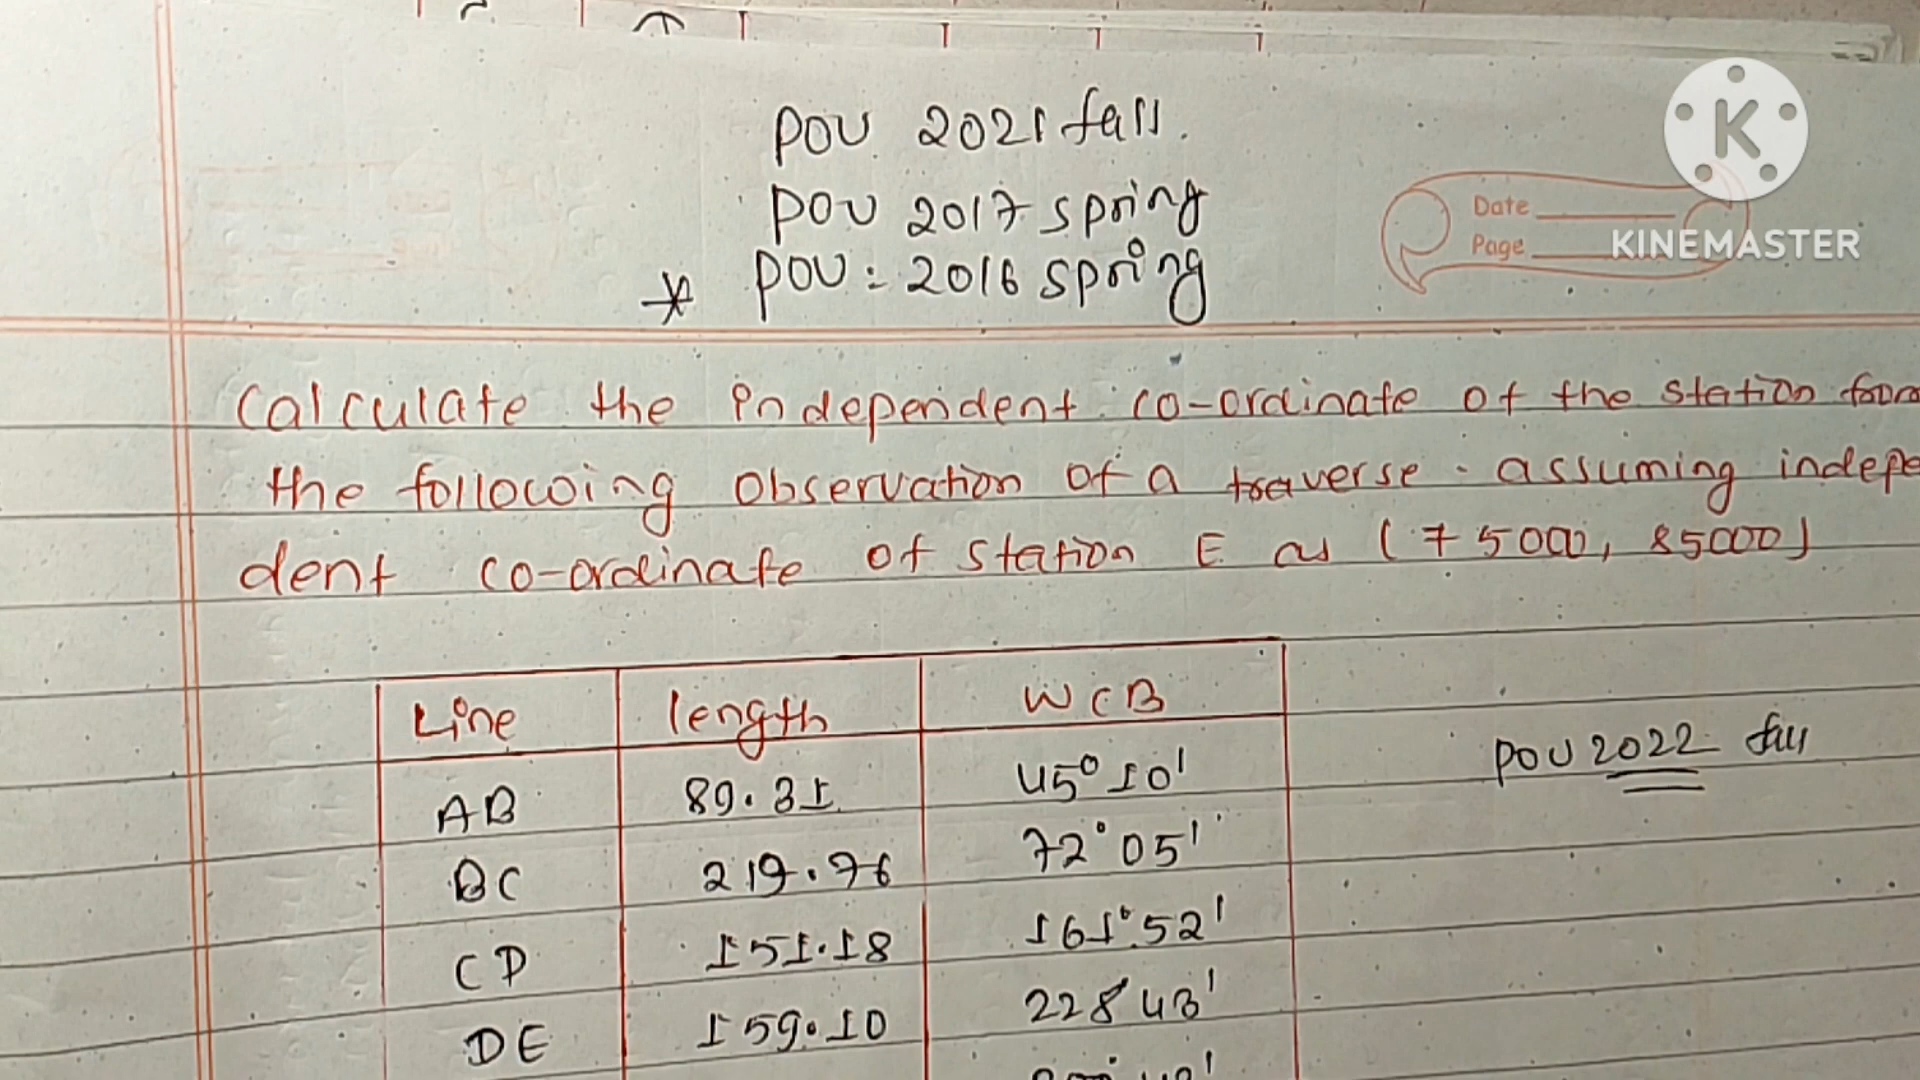 POU 2021 fall.
POU 2017 spring
* POU : 2016 spring
K
KINEMASTER
Date
Page
Calculate the independent co-ordinate of the station from
the following observation of a traverse. assuming indepe
dent co-ordinate of station E as (75000, 85000)
Line length WCB
AB 89.31 45°10'
BC 219.76 72°05'
CD 151.18 161°52'
DE 159.10 228°43'
POU 2022 fall